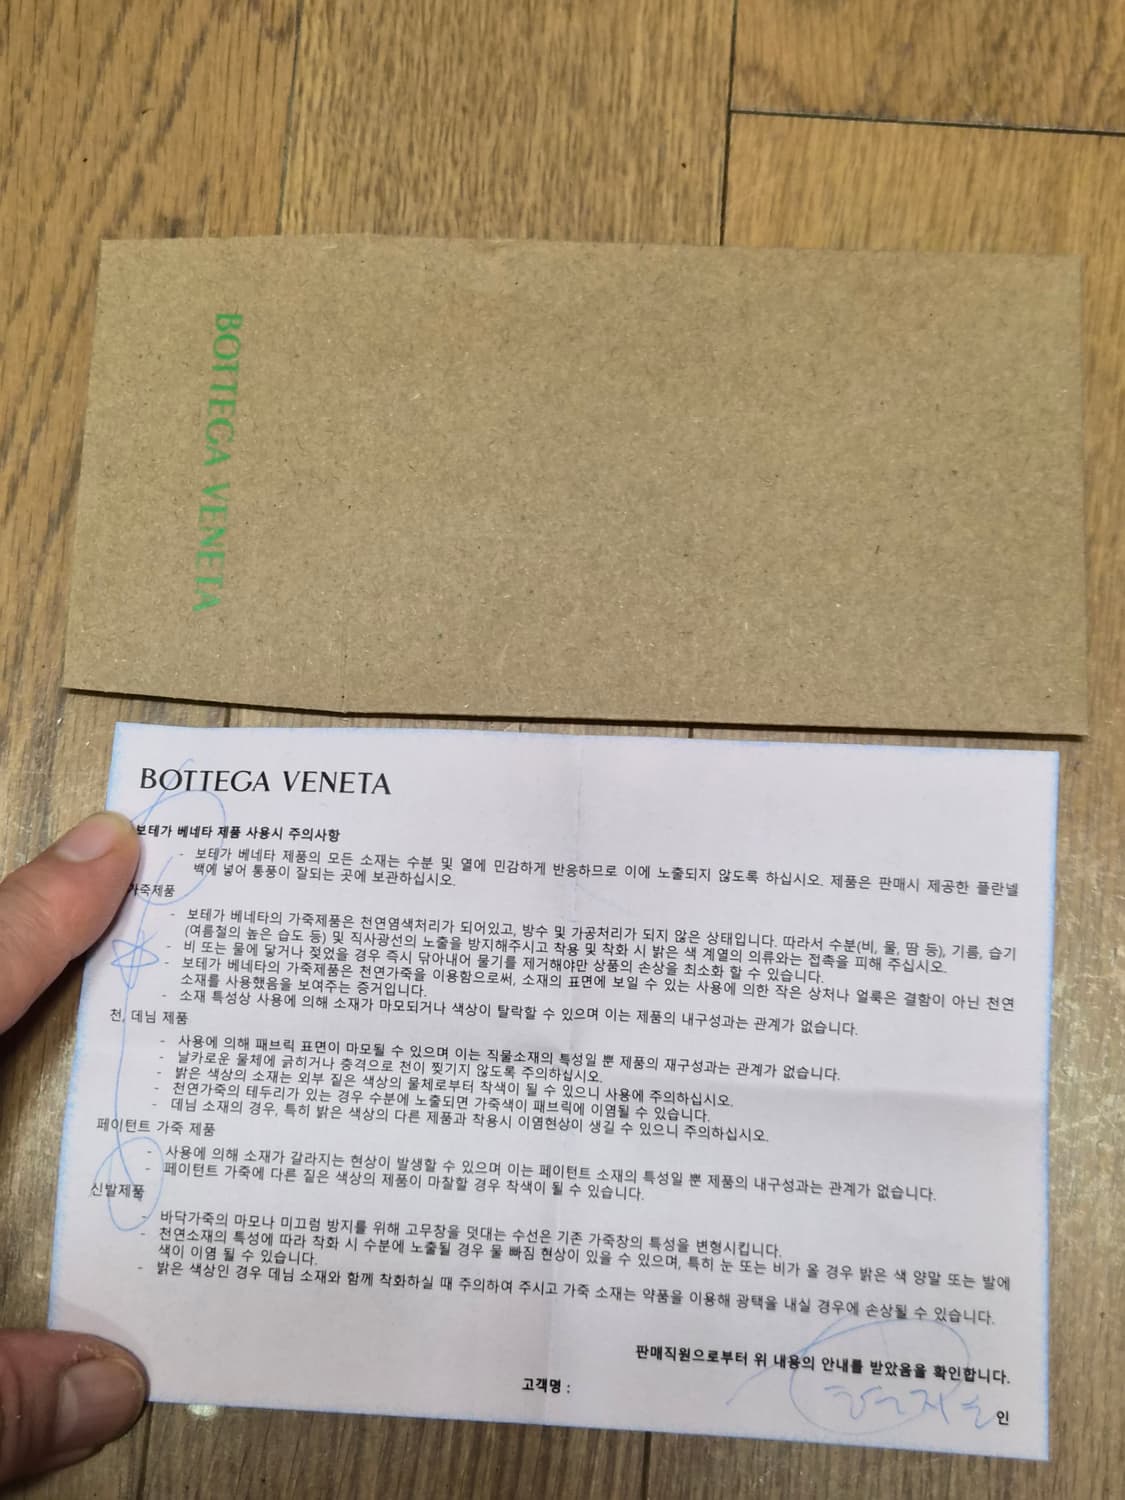 BOTTEGA VENETA
BOTTEGA VENETA
보테가 베네타 제품 사용시 주의사항
- 보테가 베네타 제품의 모든 소재는 수분 및 열에 민감하게 반응하므로 이에 노출되지 않도록 하십시오. 제품은 판매시 제공한 플란넬
백에 넣어 통풍이 잘되는 곳에 보관하십시오.
가죽제품
- 보테가 베네타의 가죽제품은 천연염색처리가 되어있고, 방수 및 가공처리가 되지 않은 상태입니다. 따라서 수분(비, 물, 땀 등), 기름, 습기
(여름철의 높은 습도 등) 및 직사광선의 노출을 방지해주시고 착용 및 착화 시 밝은 색 계열의 의류와는 접촉을 피해 주십시오.
- 비 또는 물에 닿거나 젖었을 경우 즉시 닦아내어 물기를 제거해야만 상품의 손상을 최소화 할 수 있습니다.
- 보테가 베네타의 가죽제품은 천연가죽을 이용함으로써, 소재의 표면에 보일 수 있는 사용에 의한 작은 상처나 얼룩은 결함이 아닌 천연
소재를 사용했음을 보여주는 증거입니다.
- 소재 특성상 사용에 의해 소재가 마모되거나 색상이 탈락할 수 있으며 이는 제품의 내구성과는 관계가 없습니다.
천, 데님 제품
- 사용에 의해 패브릭 표면이 마모될 수 있으며 이는 직물소재의 특성일 뿐 제품의 재구성과는 관계가 없습니다.
- 날카로운 물체에 긁히거나 충격으로 천이 찢기지 않도록 주의하십시오.
- 밝은 색상의 소재는 외부 짙은 색상의 물체로부터 착색이 될 수 있으니 사용에 주의하십시오.
- 천연가죽의 테두리가 있는 경우 수분에 노출되면 가죽색이 패브릭에 이염될 수 있습니다.
- 데님 소재의 경우, 특히 밝은 색상의 다른 제품과 착용시 이염현상이 생길 수 있으니 주의하십시오.
페이턴트 가죽 제품
- 사용에 의해 소재가 갈라지는 현상이 발생할 수 있으며 이는 페이턴트 소재의 특성일 뿐 제품의 내구성과는 관계가 없습니다.
- 페이턴트 가죽에 다른 짙은 색상의 제품이 마찰할 경우 착색이 될 수 있습니다.
신발제품
- 바닥가죽의 마모나 미끄럼 방지를 위해 고무창을 덧대는 수선은 기존 가죽창의 특성을 변형시킵니다.
- 천연소재의 특성에 따라 착화 시 수분에 노출될 경우 물 빠짐 현상이 있을 수 있으며, 특히 눈 또는 비가 올 경우 밝은 색 양말 또는 발에
색이 이염 될 수 있습니다.
- 밝은 색상인 경우 데님 소재와 함께 착화하실 때 주의하여 주시고 가죽 소재는 약품을 이용해 광택을 내실 경우에 손상될 수 있습니다.
판매직원으로부터 위 내용의 안내를 받았음을 확인합니다.
고객명 :
인